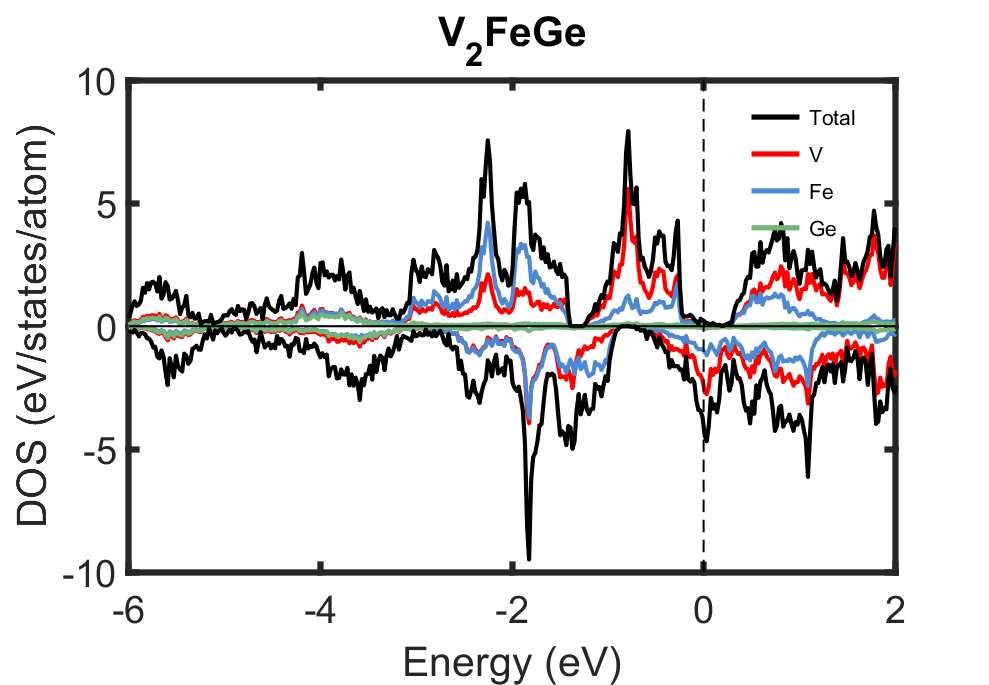 V₂FeGe
DOS (eV/states/atom)
10
5
0
-5
-10
Total
V
Fe
Ge
-6 -4 -2 0 2
Energy (eV)